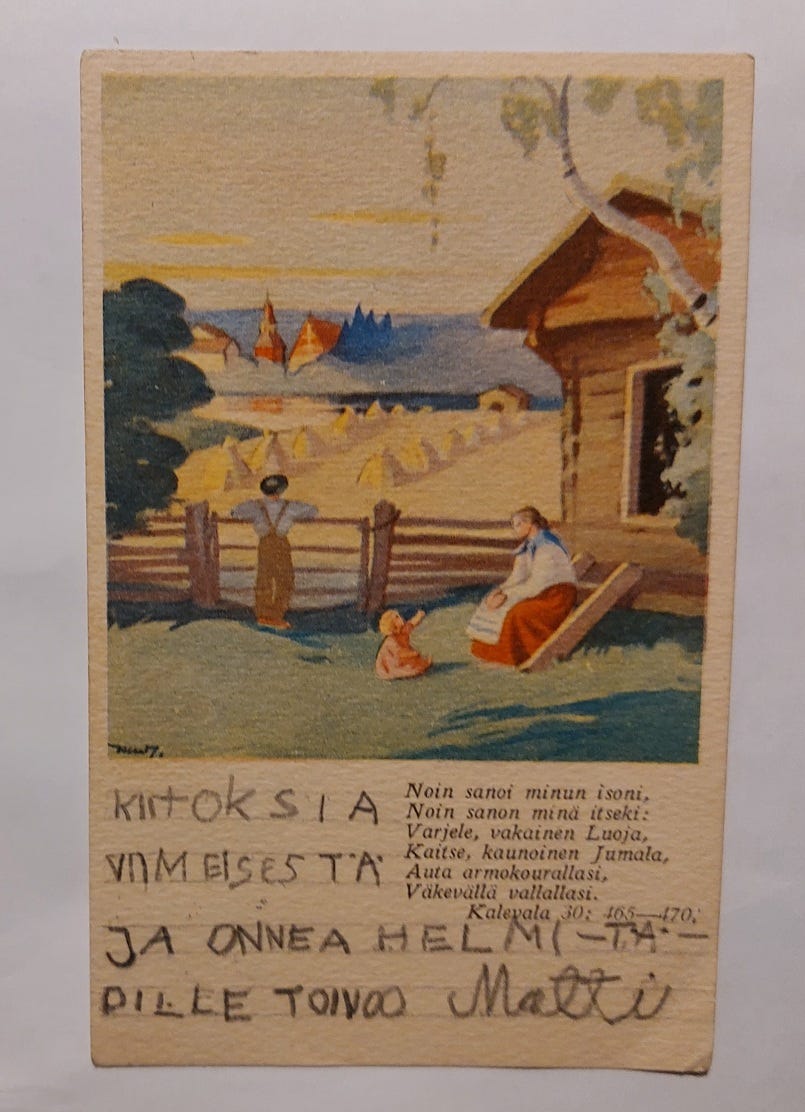 Noin sanoi minun isoni,
Noin sanon minä itseki:
Varjele, vakainen Luoja,
Kaitse, kaunoinen Jumala,
Auta armokourallasi,
Väkevällä vallallasi.
Kalevala 30: 465—470.
KIITOKSIA
VIIMEISESTÄ
JA ONNEA HELMI-TÄ-
DILLE TOIVOO Matti